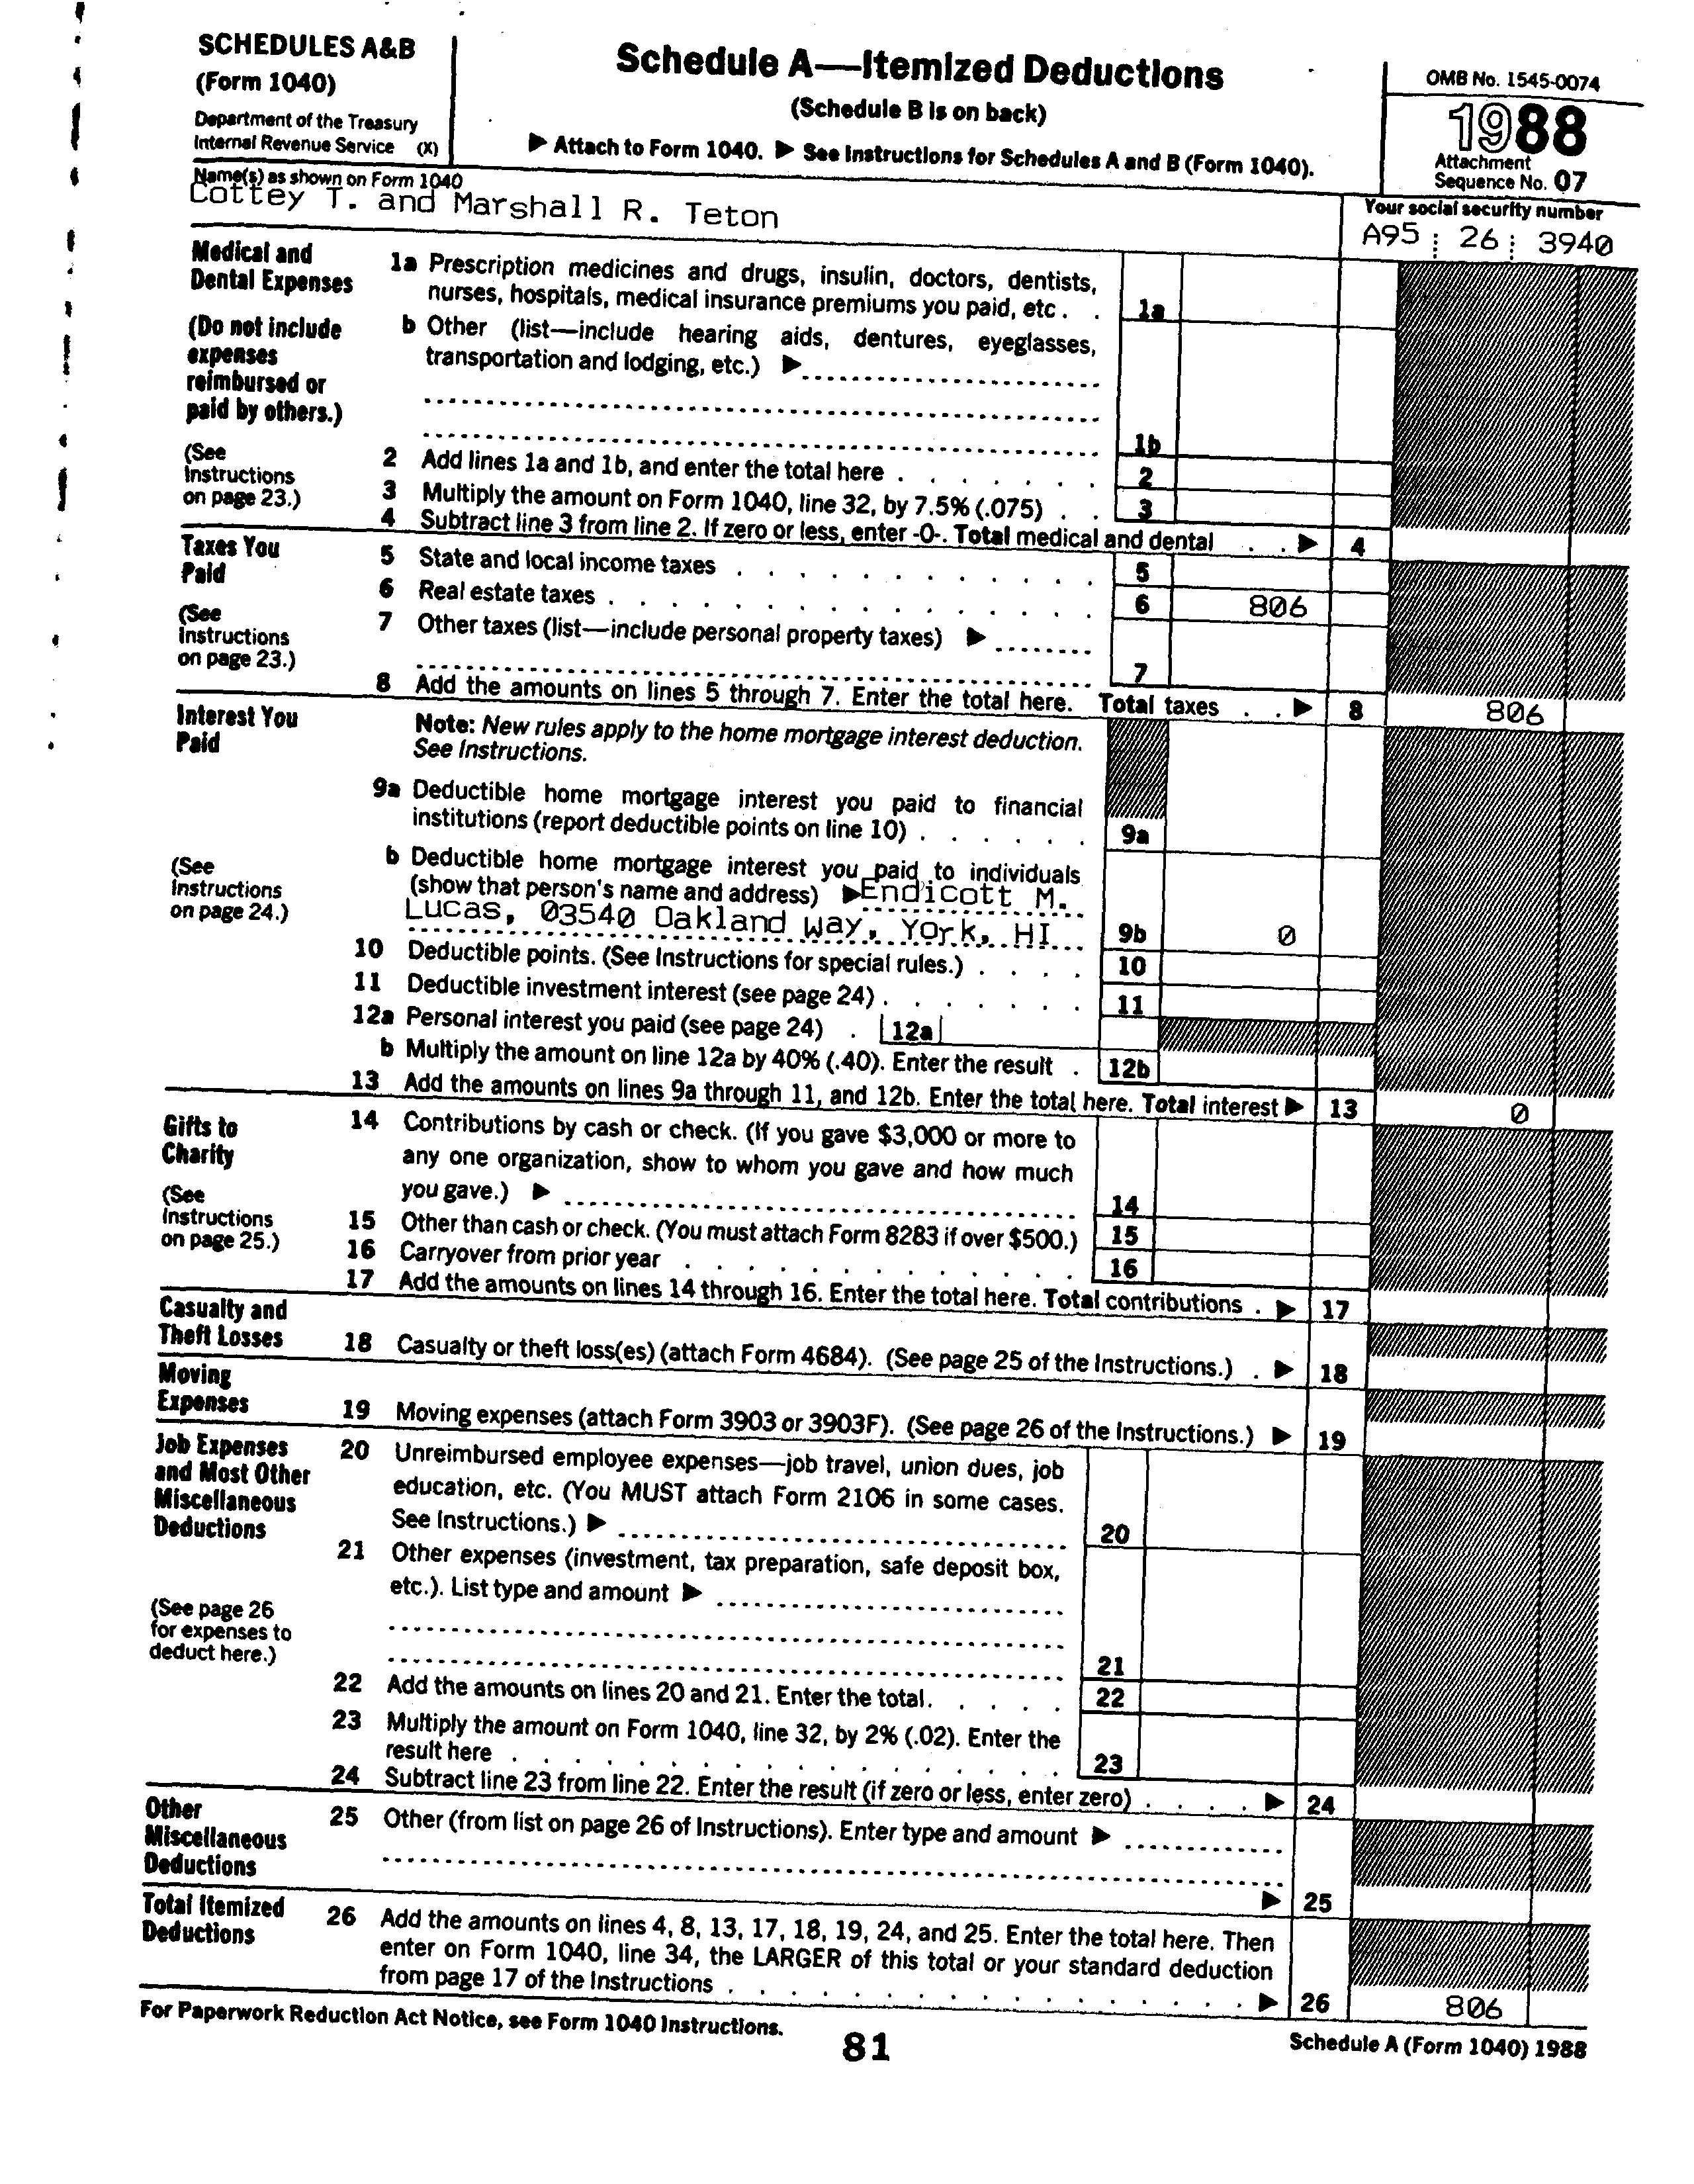 SCHEDULES A&B
(Form 1040)
Department of the Treasury
Internal Revenue Service (X)
Schedule A—Itemized Deductions
(Schedule B is on back)
▶ Attach to Form 1040. ▶ See Instructions for Schedules A and B (Form 1040).
OMB No. 1545-0074
1988
Attachment
Sequence No. 07
Name(s) as shown on Form 1040
Cottey T. and Marshall R. Teton
Your social security number
A95 26 3940
Medical and
Dental Expenses
(Do not include
expenses
reimbursed or
paid by others.)
(See
Instructions
on page 23.)
1a Prescription medicines and drugs, insulin, doctors, dentists,
nurses, hospitals, medical insurance premiums you paid, etc . . 1a
b Other (list—include hearing aids, dentures, eyeglasses,
transportation and lodging, etc.) ▶
1b
2 Add lines 1a and 1b, and enter the total here . . . . . . . 2
3 Multiply the amount on Form 1040, line 32, by 7.5% (.075) . . 3
4 Subtract line 3 from line 2. If zero or less, enter -0-. Total medical and dental . . ▶ 4
Taxes You
Paid
(See
Instructions
on page 23.)
5 State and local income taxes . . . . . . . . . . . 5
6 Real estate taxes . . . . . . . . . . . . . . . 6 806
7 Other taxes (list—include personal property taxes) ▶
7
8 Add the amounts on lines 5 through 7. Enter the total here. Total taxes . . ▶ 8 806
Interest You
Paid
(See
Instructions
on page 24.)
Note: New rules apply to the home mortgage interest deduction.
See Instructions.
9a Deductible home mortgage interest you paid to financial
institutions (report deductible points on line 10) . . . . . . 9a
b Deductible home mortgage interest you paid to individuals
(show that person's name and address) ▶Endicott M.
Lucas, 03540 Oakland Way, York, HI 9b 0
10 Deductible points. (See Instructions for special rules.) . . . . 10
11 Deductible investment interest (see page 24) . . . . . . . 11
12a Personal interest you paid (see page 24) . 12a
b Multiply the amount on line 12a by 40% (.40). Enter the result . 12b
13 Add the amounts on lines 9a through 11, and 12b. Enter the total here. Total interest ▶ 13 0
Gifts to
Charity
(See
Instructions
on page 25.)
14 Contributions by cash or check. (If you gave $3,000 or more to
any one organization, show to whom you gave and how much
you gave.) ▶ 14
15 Other than cash or check. (You must attach Form 8283 if over $500.) 15
16 Carryover from prior year . . . . . . . . . . . . 16
17 Add the amounts on lines 14 through 16. Enter the total here. Total contributions . ▶ 17
Casualty and
Theft Losses
18 Casualty or theft loss(es) (attach Form 4684). (See page 25 of the Instructions.) . ▶ 18
Moving
Expenses
19 Moving expenses (attach Form 3903 or 3903F). (See page 26 of the Instructions.) ▶ 19
Job Expenses
and Most Other
Miscellaneous
Deductions
(See page 26
for expenses to
deduct here.)
20 Unreimbursed employee expenses—job travel, union dues, job
education, etc. (You MUST attach Form 2106 in some cases.
See Instructions.) ▶ 20
21 Other expenses (investment, tax preparation, safe deposit box,
etc.). List type and amount ▶
21
22 Add the amounts on lines 20 and 21. Enter the total. . . . . 22
23 Multiply the amount on Form 1040, line 32, by 2% (.02). Enter the
result here . . . . . . . . . . . . . . . . . . 23
24 Subtract line 23 from line 22. Enter the result (if zero or less, enter zero) . . . . ▶ 24
Other
Miscellaneous
Deductions
25 Other (from list on page 26 of Instructions). Enter type and amount ▶
▶ 25
Total Itemized
Deductions
26 Add the amounts on lines 4, 8, 13, 17, 18, 19, 24, and 25. Enter the total here. Then
enter on Form 1040, line 34, the LARGER of this total or your standard deduction
from page 17 of the Instructions . . . . . . . . . . . . . . . . ▶ 26 806
For Paperwork Reduction Act Notice, see Form 1040 Instructions.
81
Schedule A (Form 1040) 1988